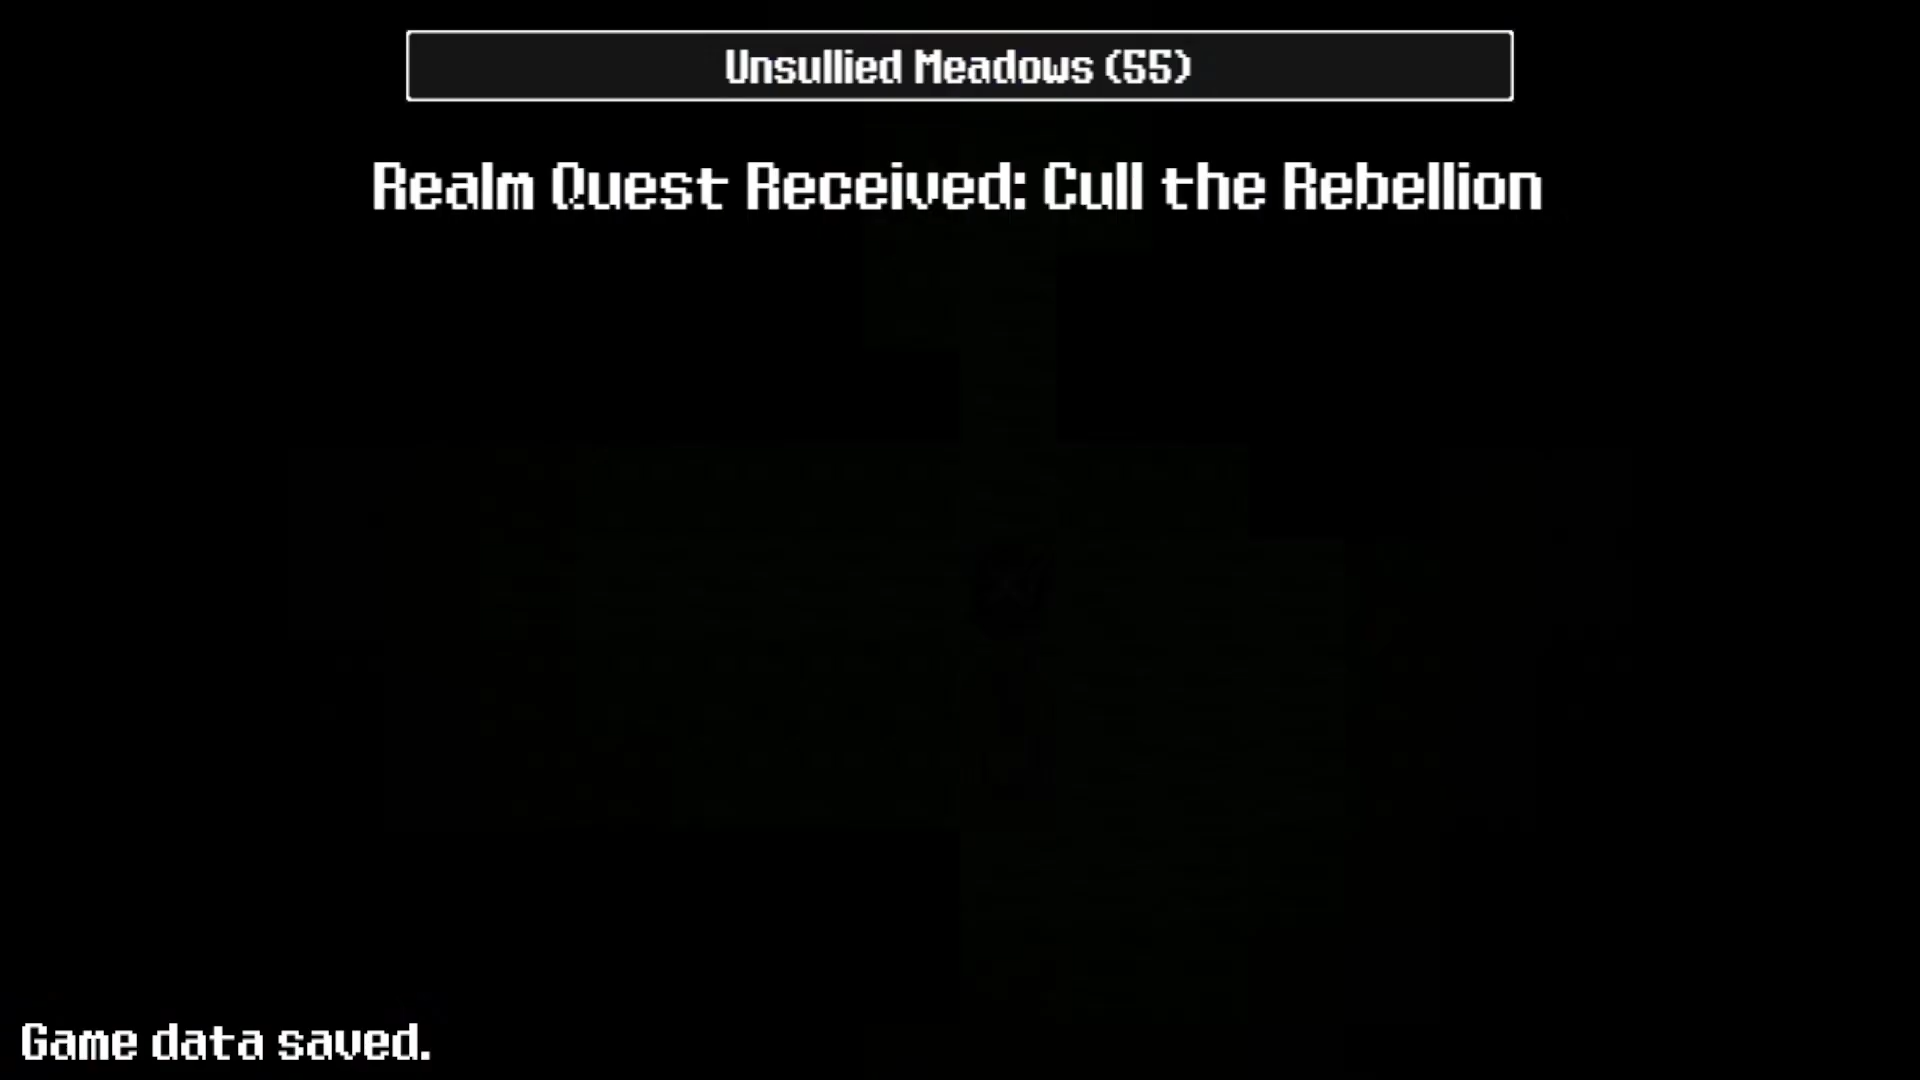 Unsullied Meadows (55)
Realm Quest Received: Cull the Rebellion
Game data saved.